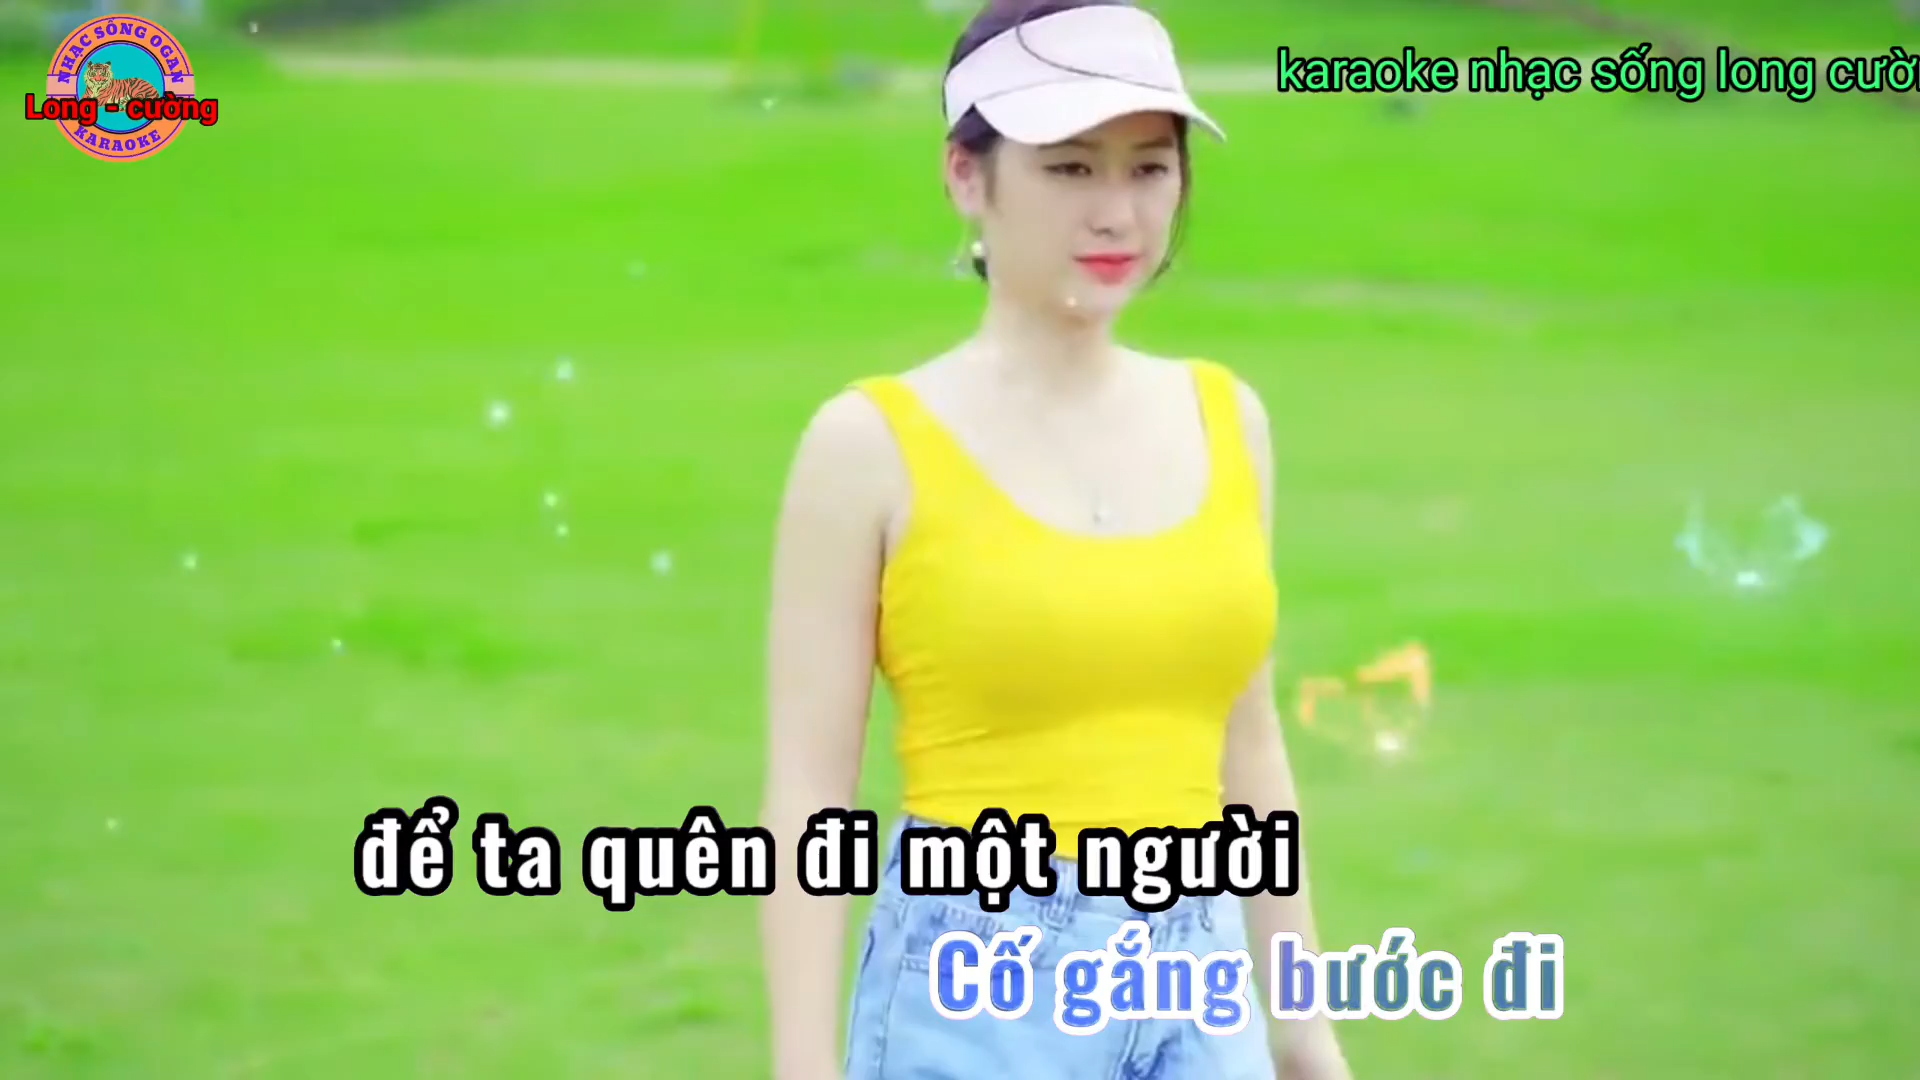 NHẠC SỐNG OGAN
Long - cường
KARAOKE
karaoke nhạc sống long cườn
để ta quên đi một người
Cố gắng bước đi